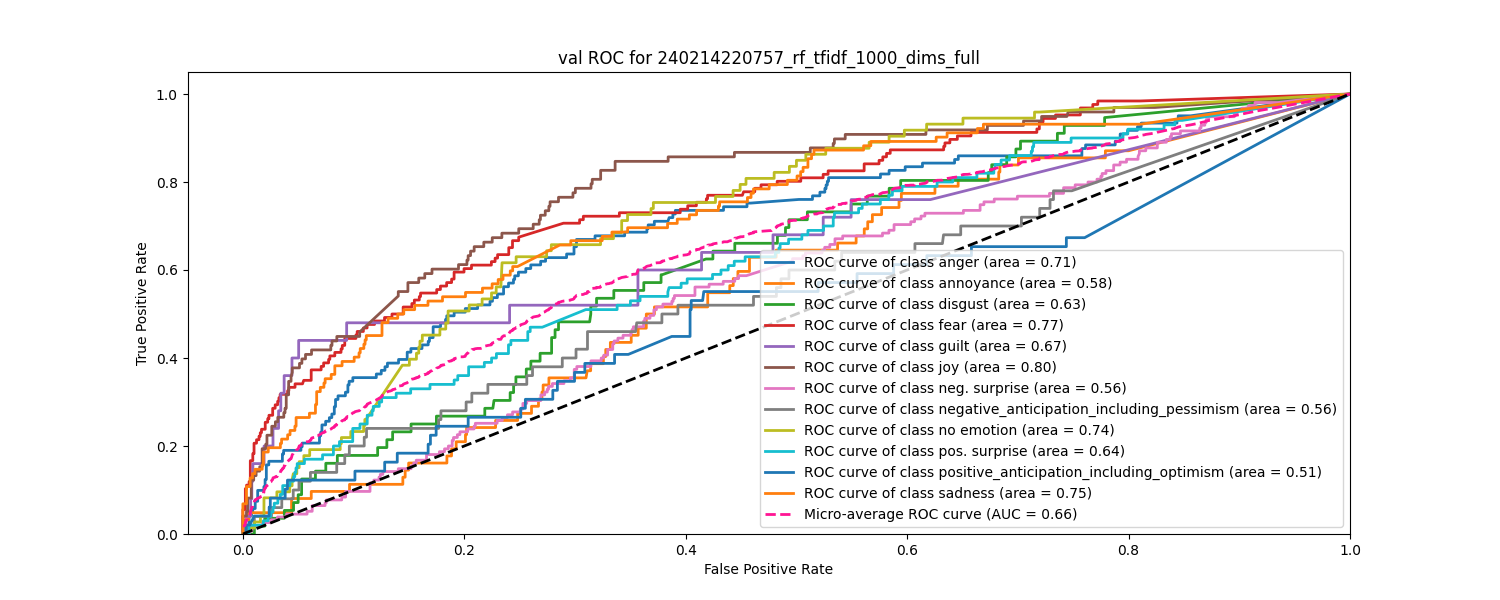 val ROC for 240214220757_rf_tfidf_1000_dims_full
True Positive Rate
1.0
0.8
0.6
0.4
0.2
0.0
ROC curve of class anger (area = 0.71)
ROC curve of class annoyance (area = 0.58)
ROC curve of class disgust (area = 0.63)
ROC curve of class fear (area = 0.77)
ROC curve of class guilt (area = 0.67)
ROC curve of class joy (area = 0.80)
ROC curve of class neg. surprise (area = 0.56)
ROC curve of class negative_anticipation_including_pessimism (area = 0.56)
ROC curve of class no emotion (area = 0.74)
ROC curve of class pos. surprise (area = 0.64)
ROC curve of class positive_anticipation_including_optimism (area = 0.51)
ROC curve of class sadness (area = 0.75)
Micro-average ROC curve (AUC = 0.66)
0.0 0.2 0.4 0.6 0.8 1.0
False Positive Rate